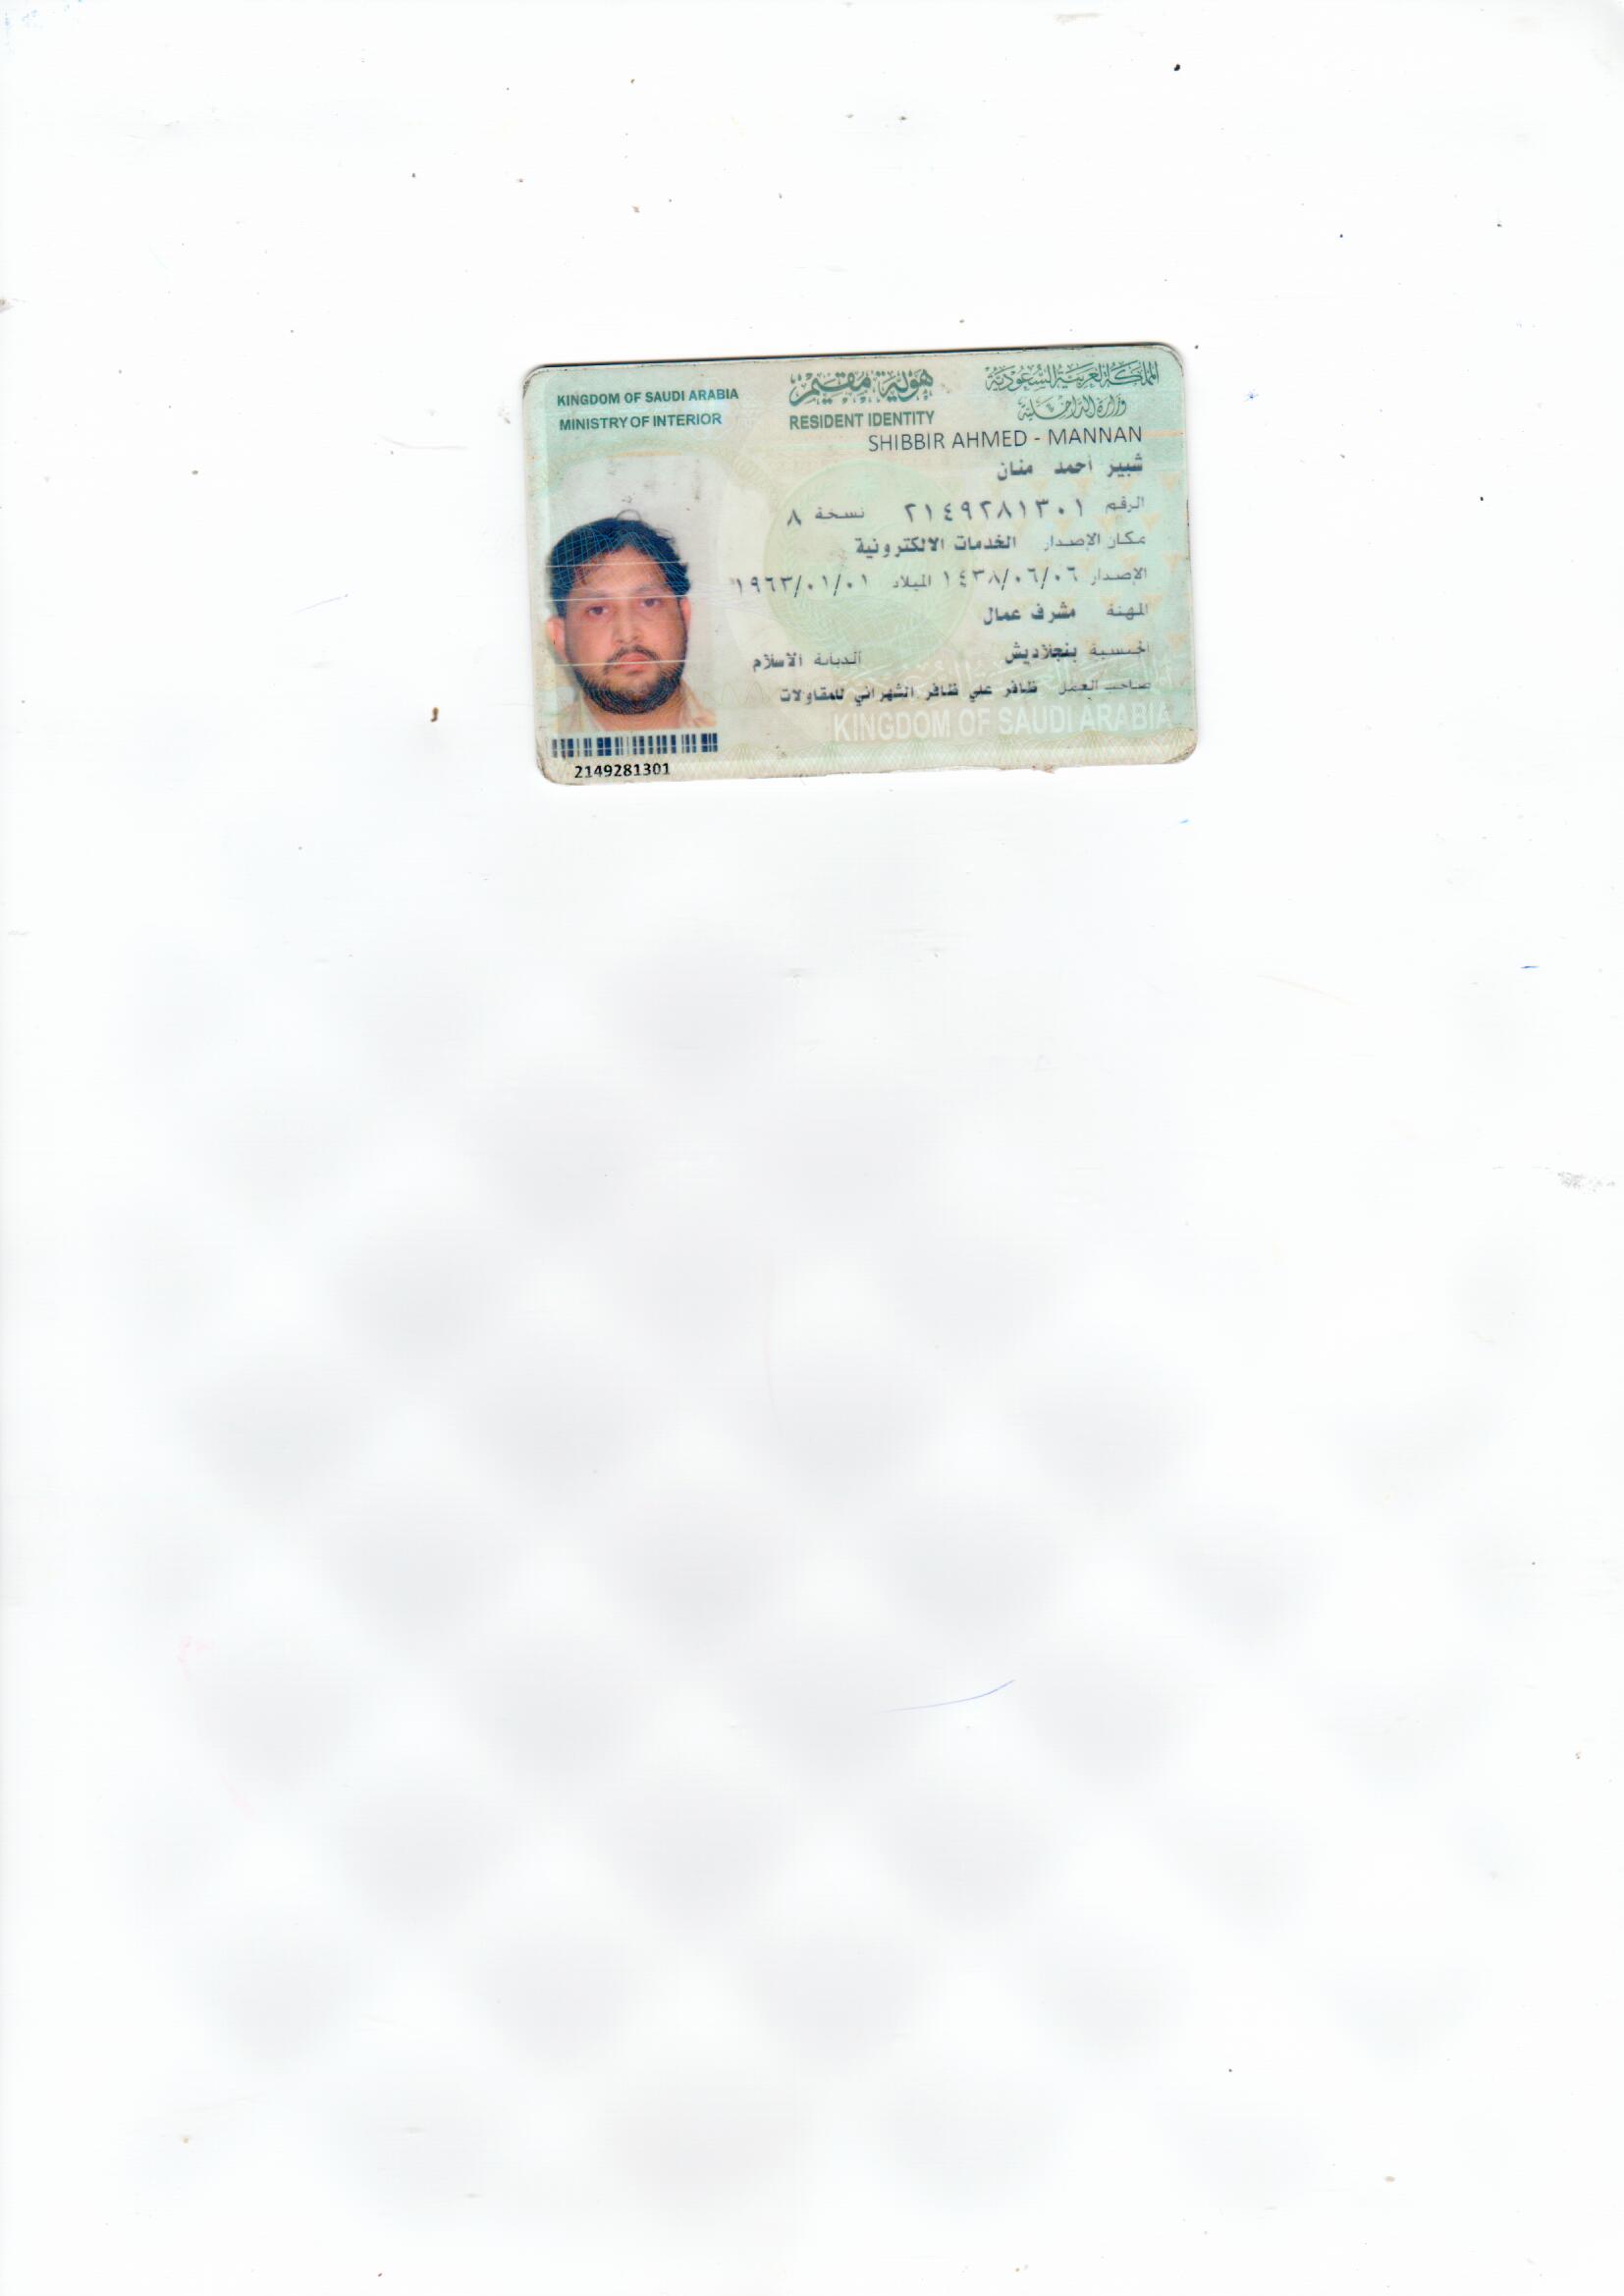 KINGDOM OF SAUDI ARABIA
MINISTRY OF INTERIOR
هوية مقيم
RESIDENT IDENTITY
المملكة العربية السعودية
وزارة الداخلية
SHIBBIR AHMED - MANNAN
شبير أحمد منان
الرقم ٢١٤٩٢٨١٣٠١ نسخة ٨
مكان الإصدار الخدمات الالكترونية
الإصدار ١٤٣٨/٠٦/٠٦ الميلاد ١٩٦٣/٠١/٠١
المهنة مشرف عمال
الجنسية بنجلاديش الديانة الاسلام
صاحب العمل ظافر علي ظافر الشهراني للمقاولات
KINGDOM OF SAUDI ARABIA
2149281301